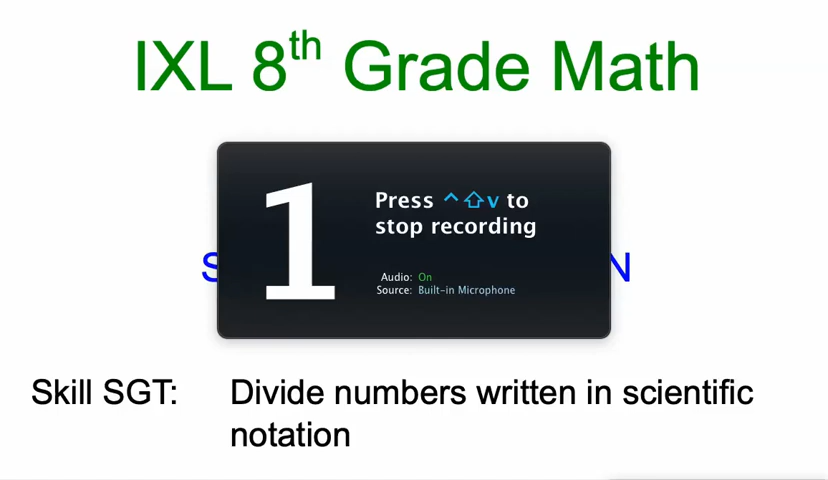 IXL 8th Grade Math
1
Press ^⇧v to
stop recording
S N
Audio: On
Source: Built-in Microphone
Skill SGT: Divide numbers written in scientific
notation